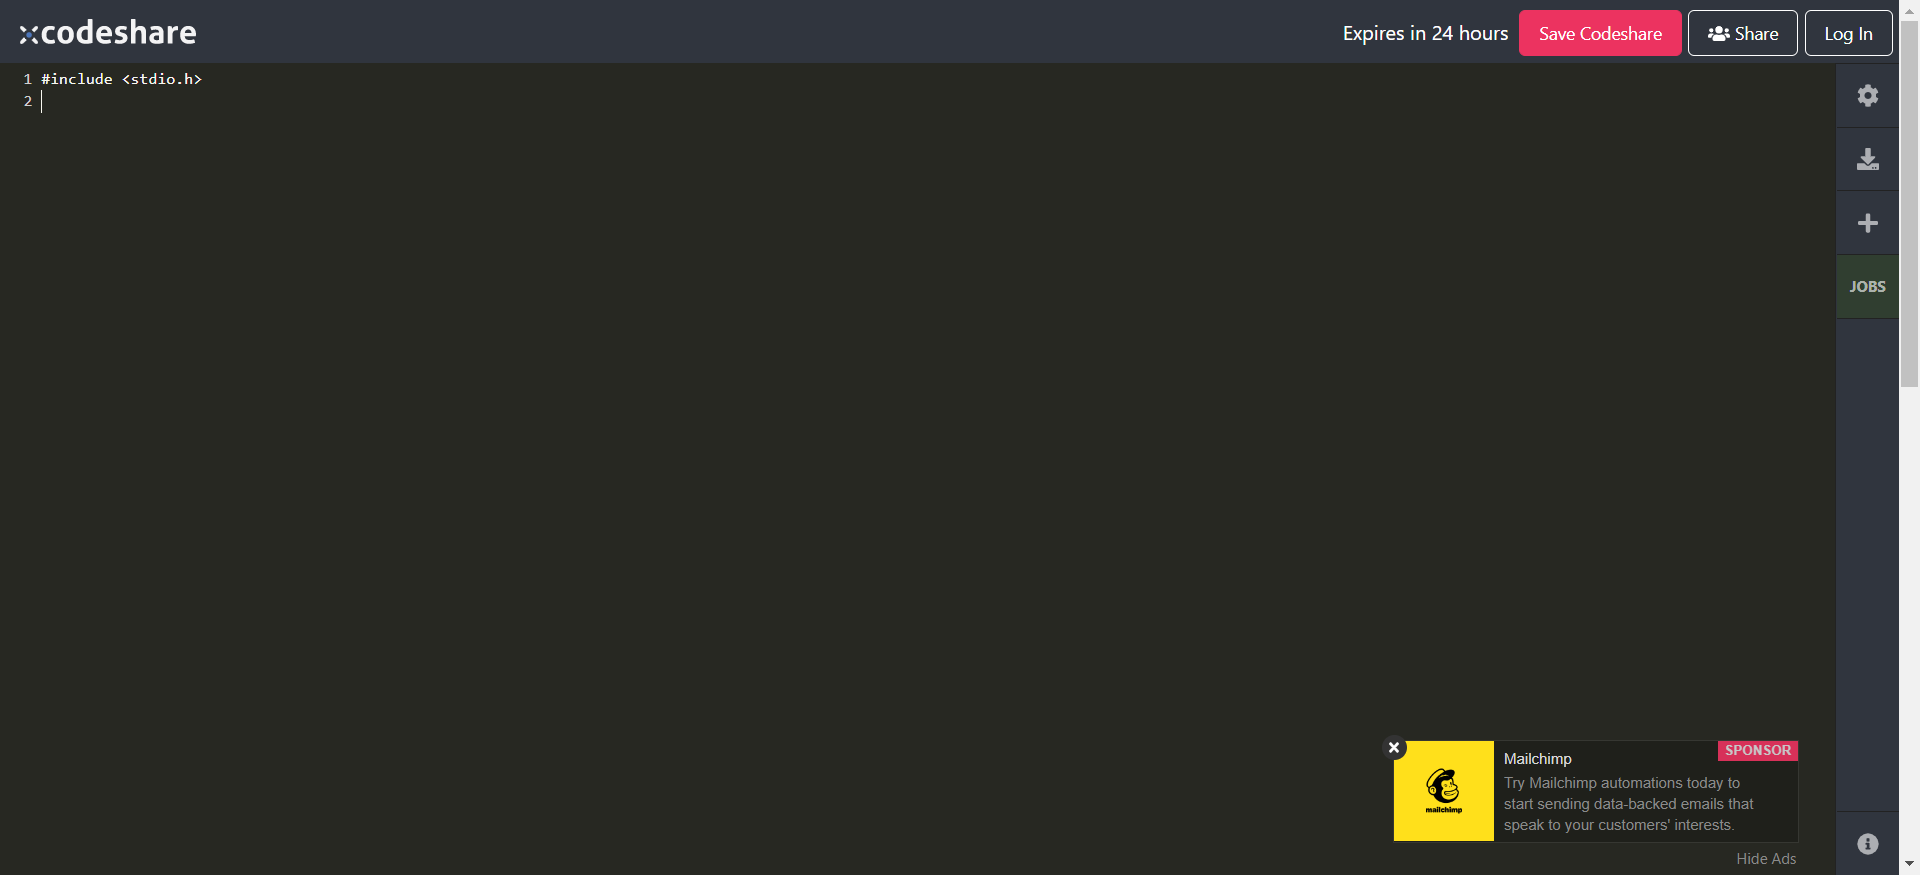 codeshare
Expires in 24 hours
Save Codeshare
Share
Log In
1 #include <stdio.h>
2
JOBS
SPONSOR
Mailchimp
Try Mailchimp automations today to
start sending data-backed emails that
speak to your customers' interests.
mailchimp
Hide Ads